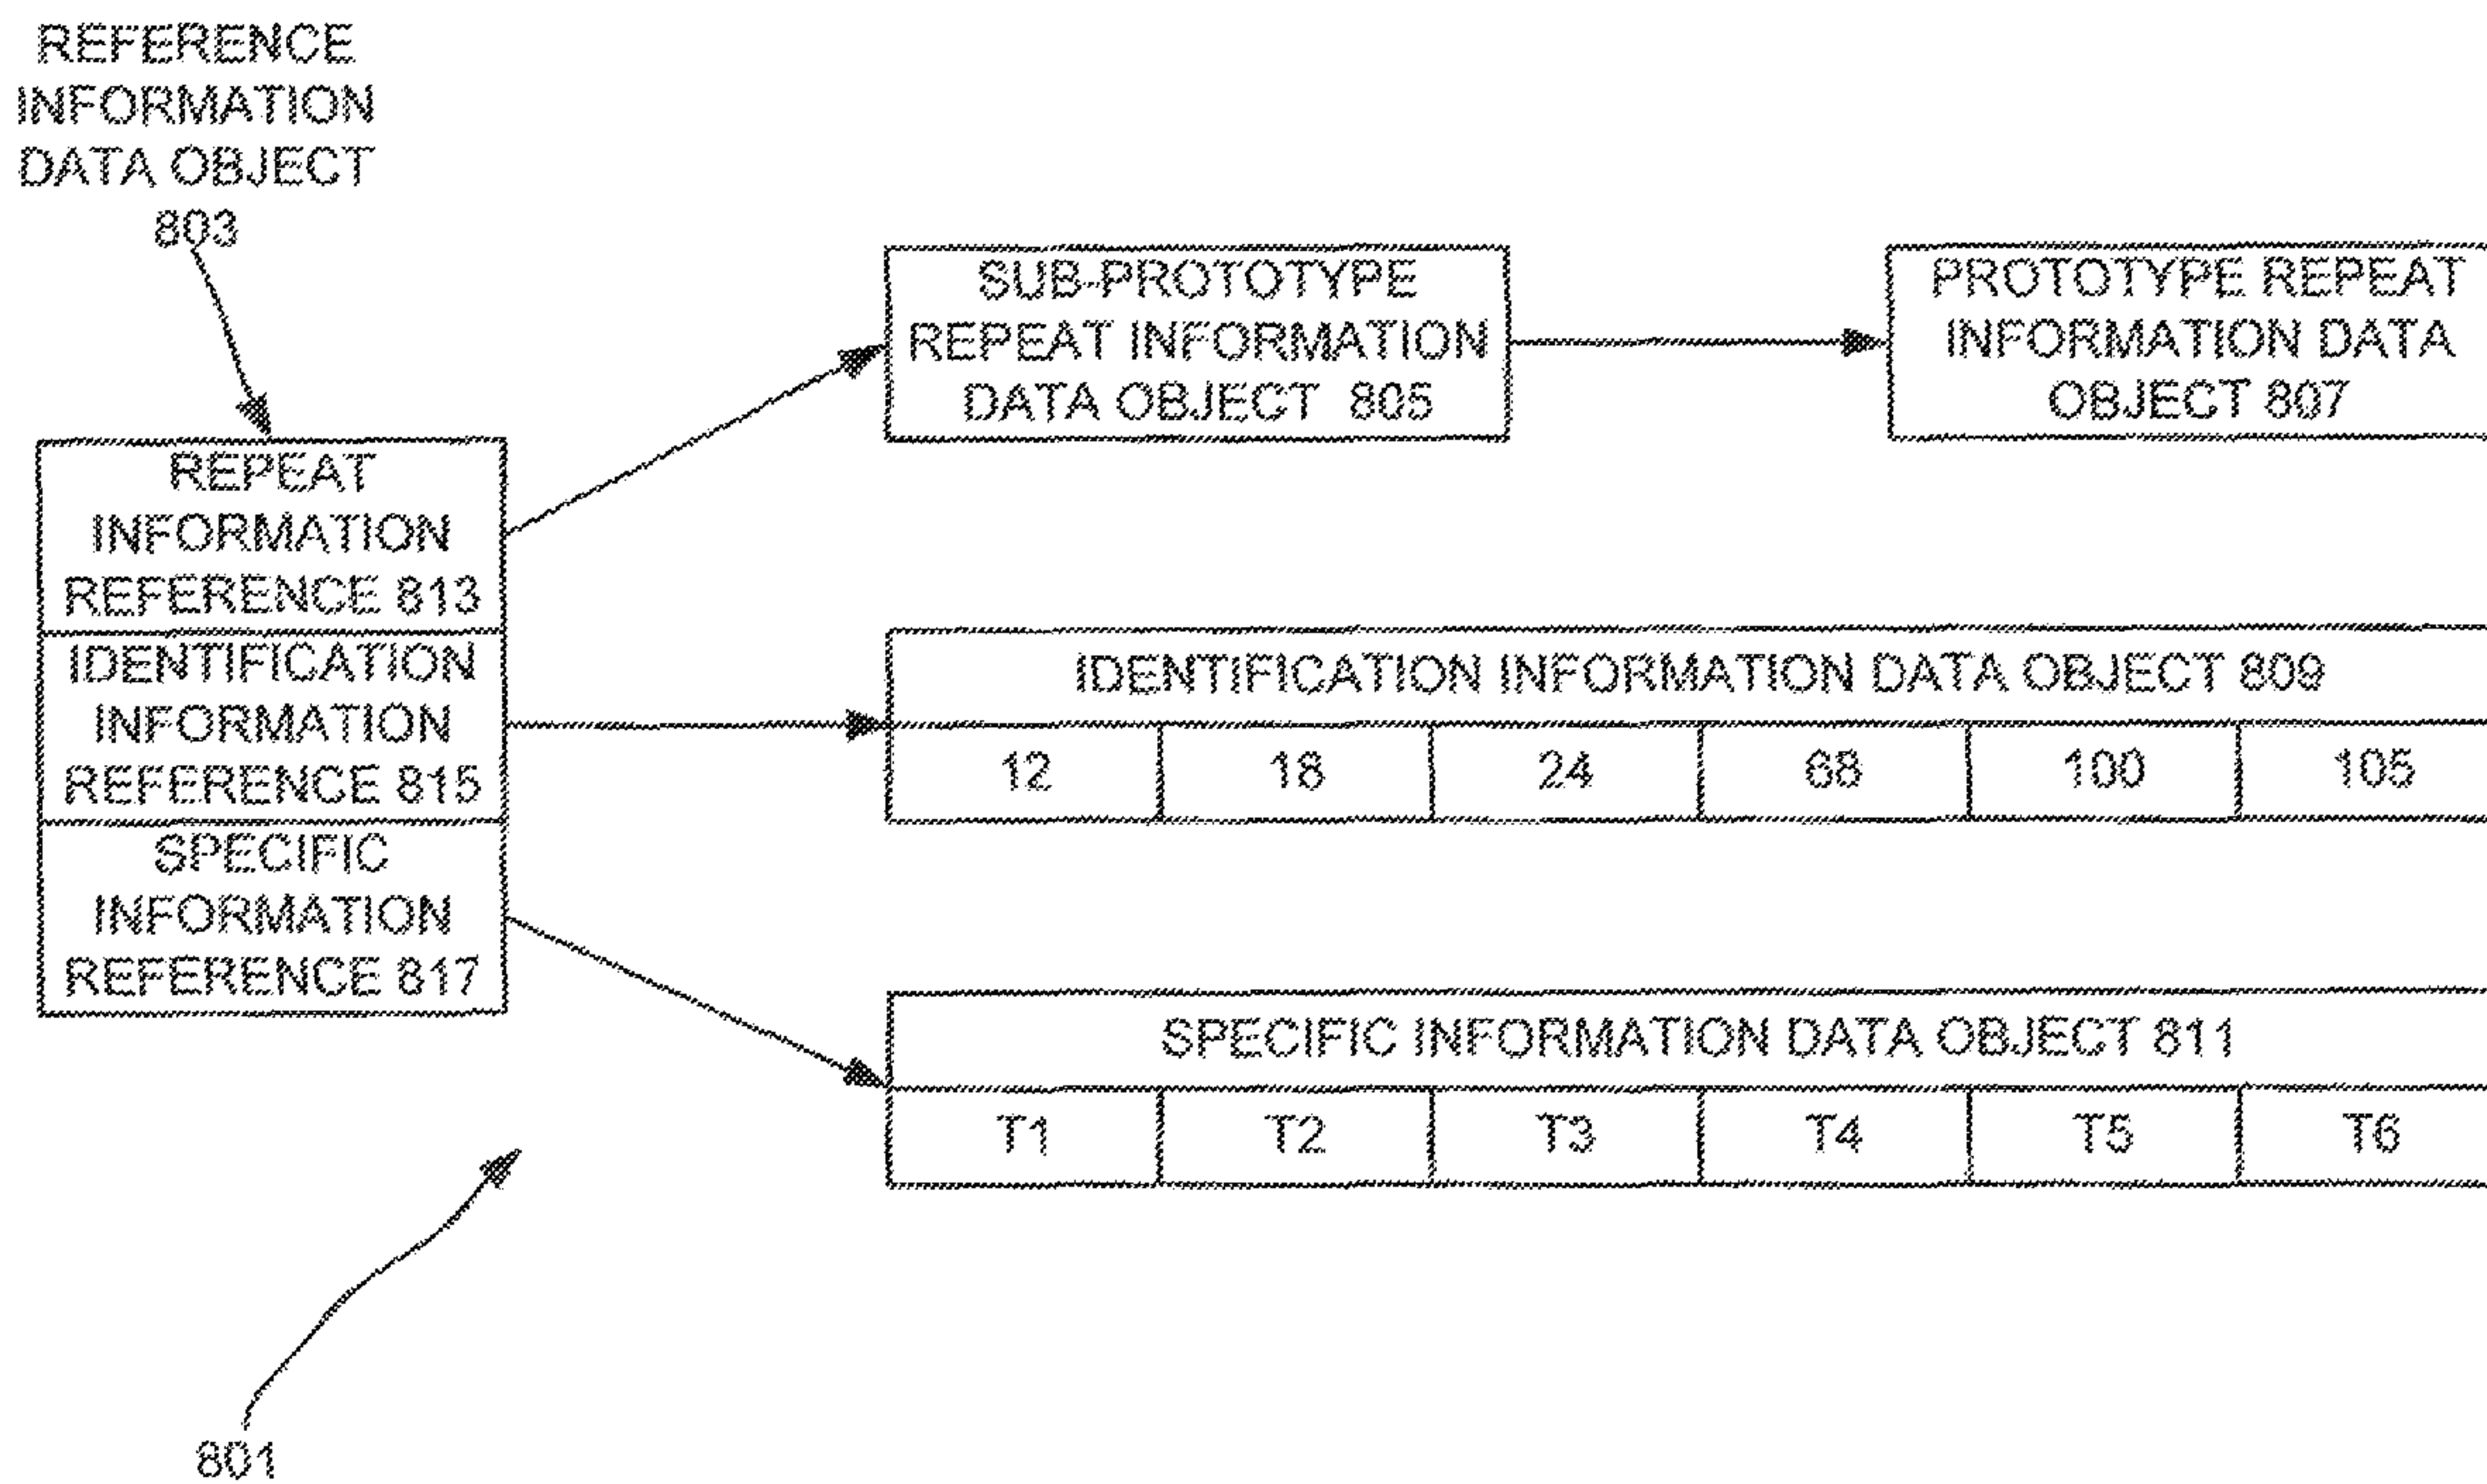 REFERENCE
INFORMATION
DATA OBJECT
803
SUB-PROTOTYPE
REPEAT INFORMATION
DATA OBJECT 805
PROTOTYPE REPEAT
INFORMATION DATA
OBJECT 807
REPEAT
INFORMATION
REFERENCE 813
IDENTIFICATION
INFORMATION
REFERENCE 815
SPECIFIC
INFORMATION
REFERENCE 817
IDENTIFICATION INFORMATION DATA OBJECT 809
12 18 24 68 100 105
SPECIFIC INFORMATION DATA OBJECT 811
T1 T2 T3 T4 T5 T6
801